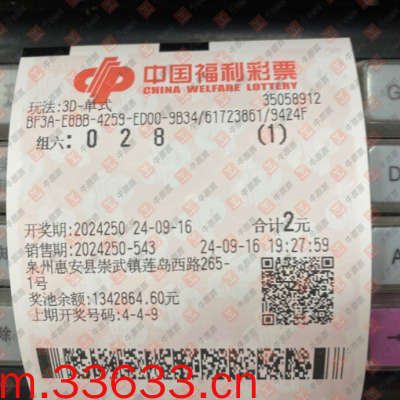 中国福利彩票
CHINA WELFARE LOTTERY
玩法:3D-单式 35058912
BF3A-E8BB-4259-ED00-9B34/61723861/9424F
组六: 0 2 8 (1)
开奖期:2024250 24-09-16 合计2元
销售期:2024250-543 24-09-16 19:27:59
泉州惠安县崇武镇莲岛西路265-
1号
奖池余额:1342864.60元
上期开奖号码:4-4-9
m.33633.cn